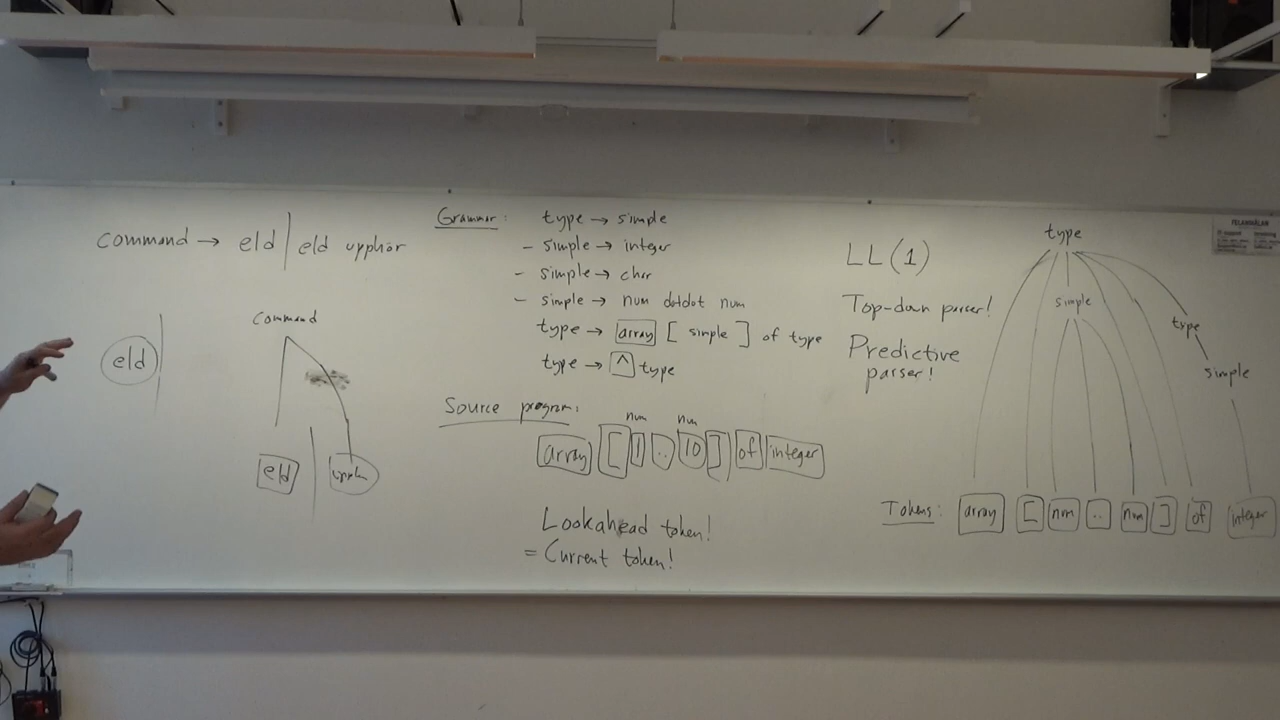 command → eld | eld upphör
eld
Command
eld
Grammar:
type → simple
- simple → integer
- simple → char
- simple → num dotdot num
type → array [ simple ] of type
type → ^ type
Source program:
num num
array [ 1 .. 10 ] of integer
Lookahead token!
= Current token!
LL(1)
Top-down parser!
Predictive
parser!
type
simple
type
simple
Tokens: array [ num .. num ] of integer
FELANMÄLAN